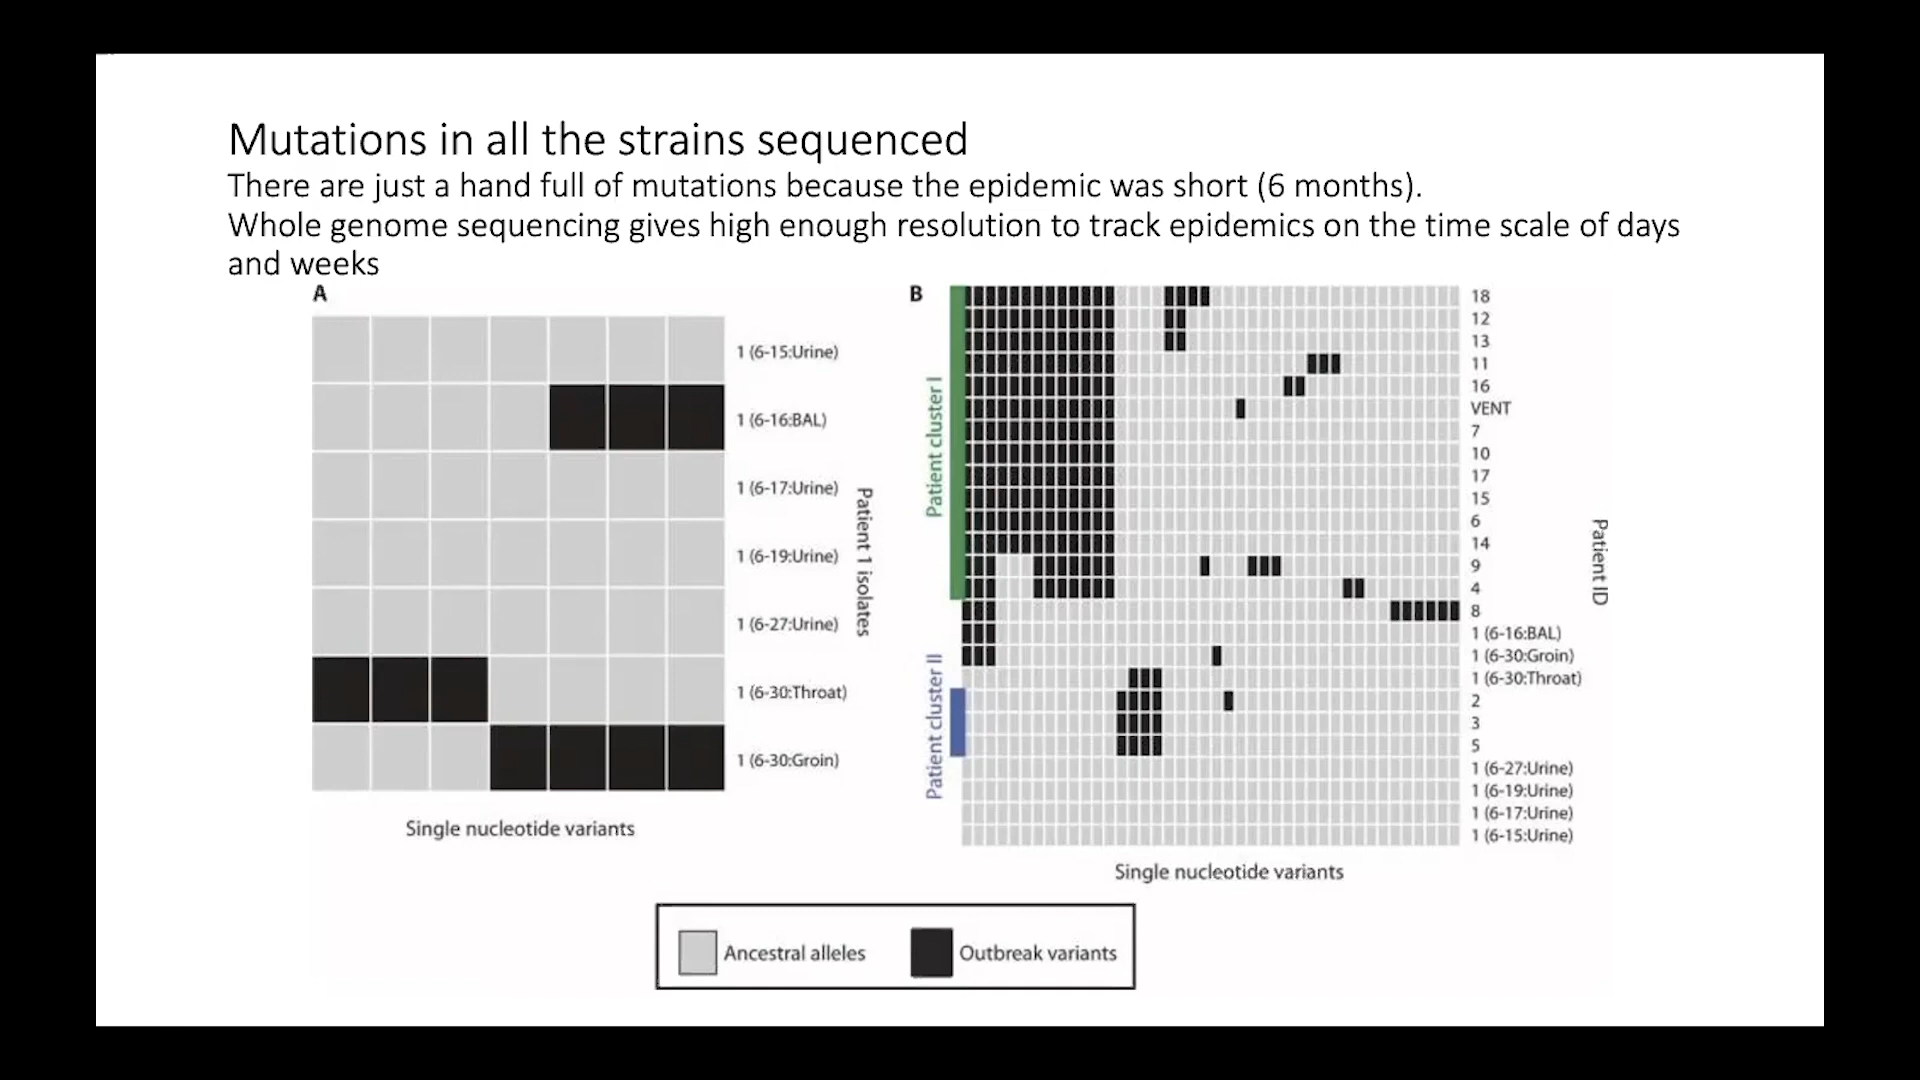 Mutations in all the strains sequenced
There are just a hand full of mutations because the epidemic was short (6 months).
Whole genome sequencing gives high enough resolution to track epidemics on the time scale of days
and weeks
A
1 (6-15:Urine)
1 (6-16:BAL)
1 (6-17:Urine)
1 (6-19:Urine)
1 (6-27:Urine)
1 (6-30:Throat)
1 (6-30:Groin)
Patient 1 isolates
Single nucleotide variants
B
Patient cluster I
Patient cluster II
18
12
13
11
16
VENT
7
10
17
15
6
14
9
4
8
1 (6-16:BAL)
1 (6-30:Groin)
1 (6-30:Throat)
2
3
5
1 (6-27:Urine)
1 (6-19:Urine)
1 (6-17:Urine)
1 (6-15:Urine)
Patient ID
Single nucleotide variants
Ancestral alleles
Outbreak variants